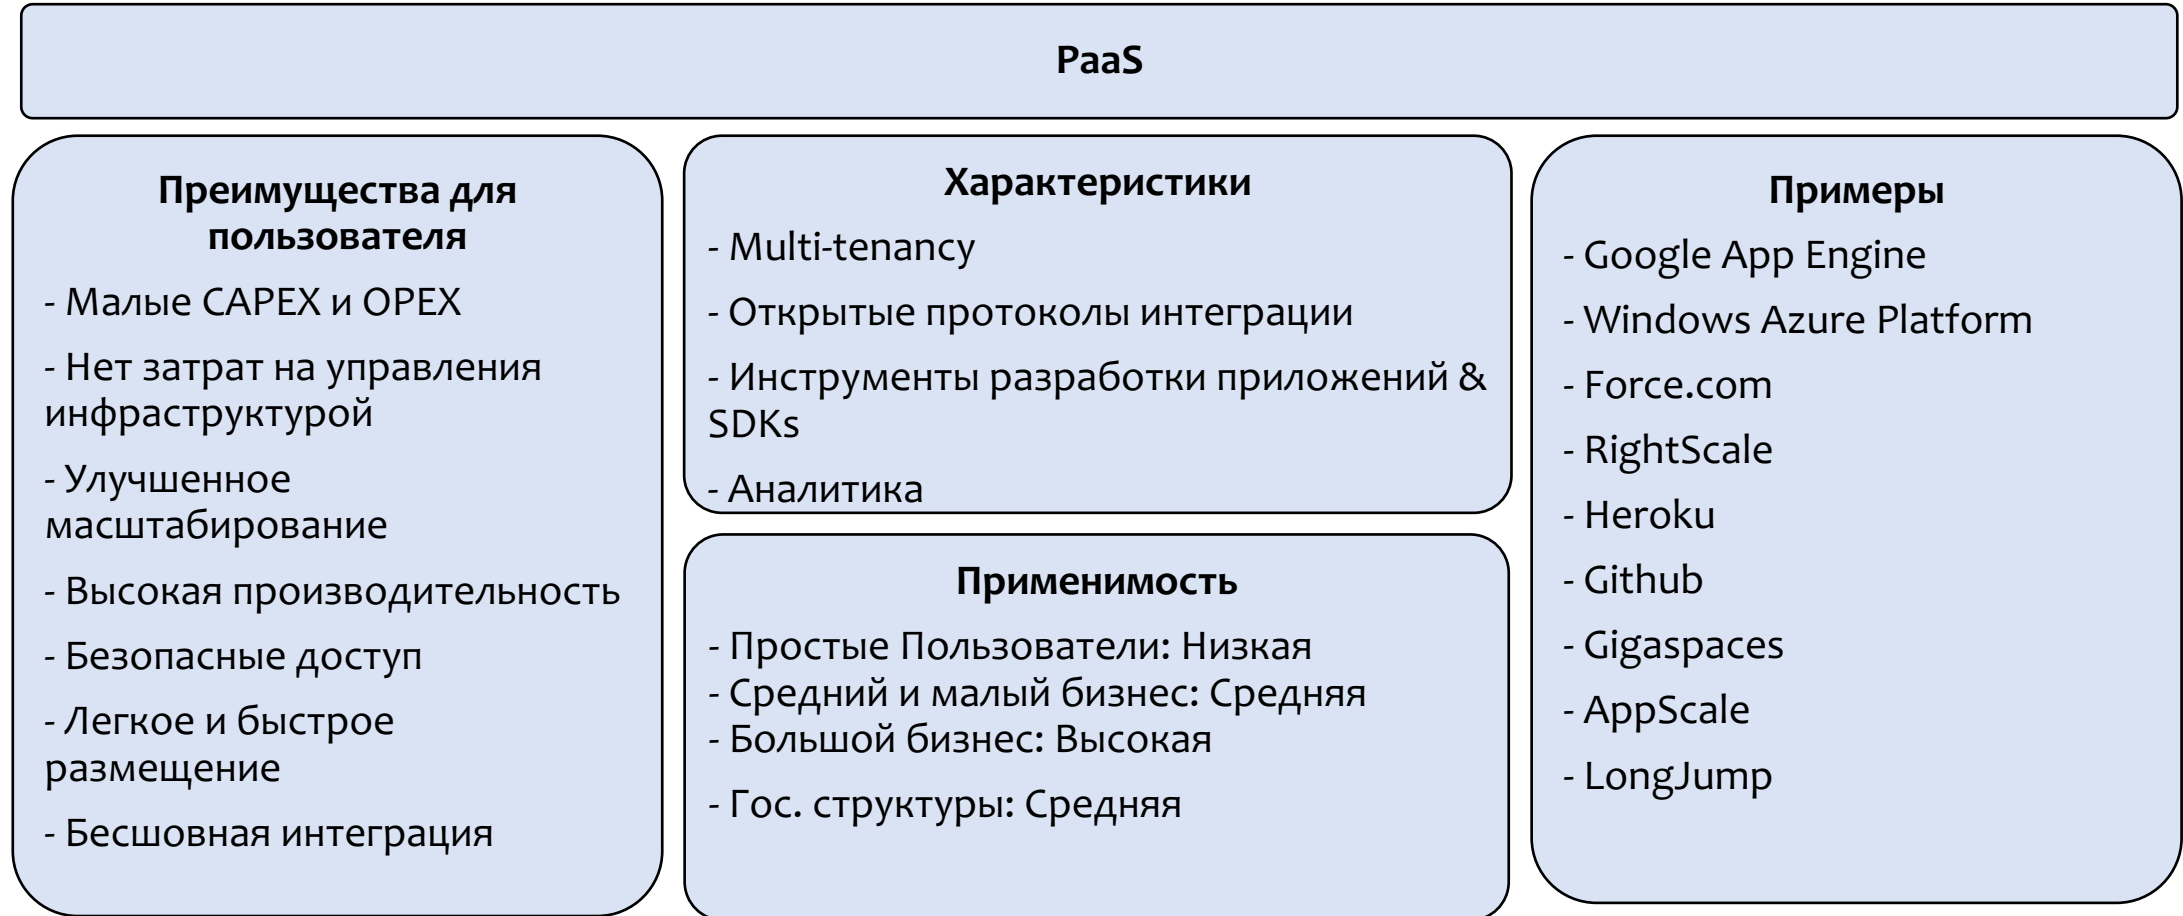 PaaS
Преимущества для
пользователя
- Малые CAPEX и OPEX
- Нет затрат на управления
инфраструктурой
- Улучшенное
масштабирование
- Высокая производительность
- Безопасные доступ
- Легкое и быстрое
размещение
- Бесшовная интеграция
Характеристики
- Multi-tenancy
- Открытые протоколы интеграции
- Инструменты разработки приложений &
SDKs
- Аналитика
Применимость
- Простые Пользователи: Низкая
- Средний и малый бизнес: Средняя
- Большой бизнес: Высокая
- Гос. структуры: Средняя
Примеры
- Google App Engine
- Windows Azure Platform
- Force.com
- RightScale
- Heroku
- Github
- Gigaspaces
- AppScale
- LongJump